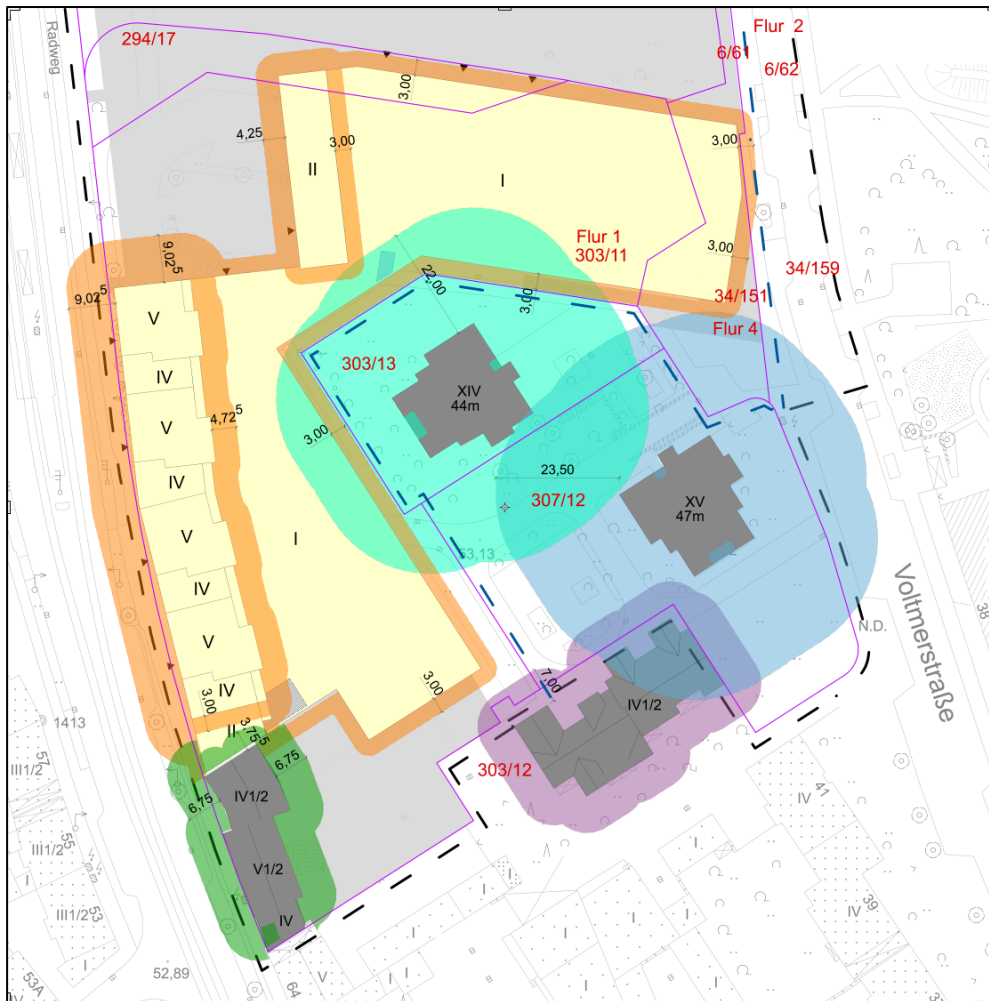 Radweg
294/17
Flur 2
6/61
6/62
3,00
4,25
3,00
3,00
II
I
Flur 1
303/11
9,02⁵
3,00
22,00
34/159
9,02⁵
3,00
34/151
Flur 4
V
303/13
IV
XIV
44m
4,72⁵
V
3,00
23,50
IV
307/12
XV
47m
V
I
53,13
IV
Voltmerstraße
38
V
N.D.
IV
3,00
7,00
3,00
IV1/2
1413
II
3,75⁵
57
6,75
303/12
III1/2
6,75
IV1/2
41
IV
55
III1/2
V1/2
I
I
I
39
III1/2
53
IV
IV
I
I
I
52,89
V
I
53A
64
IV
I